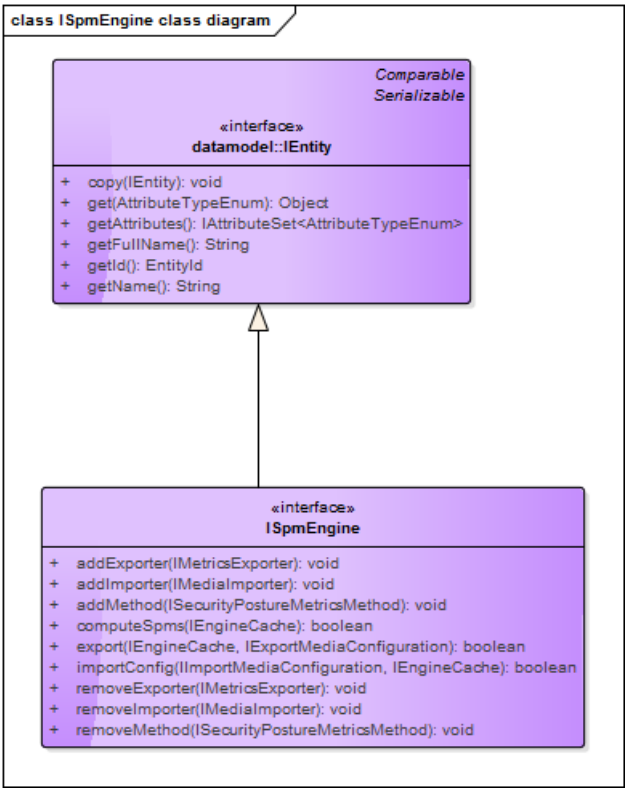 class ISpmEngine class diagram
Comparable
Serializable
«interface»
datamodel::IEntity
+ copy(IEntity): void
+ get(AttributeTypeEnum): Object
+ getAttributes(): IAttributeSet<AttributeTypeEnum>
+ getFullName(): String
+ getId(): EntityId
+ getName(): String
«interface»
ISpmEngine
+ addExporter(IMetricsExporter): void
+ addImporter(IMediaImporter): void
+ addMethod(ISecurityPostureMetricsMethod): void
+ computeSpms(IEngineCache): boolean
+ export(IEngineCache, IExportMediaConfiguration): boolean
+ importConfig(IImportMediaConfiguration, IEngineCache): boolean
+ removeExporter(IMetricsExporter): void
+ removeImporter(IMediaImporter): void
+ removeMethod(ISecurityPostureMetricsMethod): void